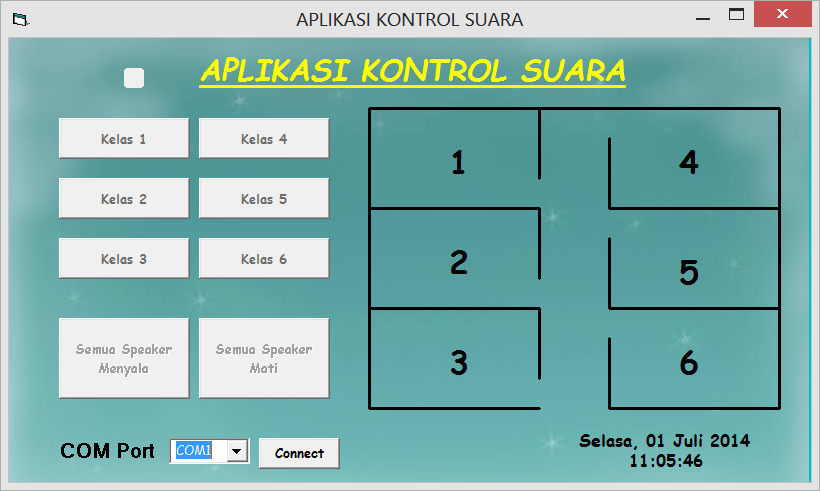 APLIKASI KONTROL SUARA
APLIKASI KONTROL SUARA
Kelas 1
Kelas 4
Kelas 2
Kelas 5
Kelas 3
Kelas 6
Semua Speaker
Menyala
Semua Speaker
Mati
COM Port
COM1
Connect
1
4
2
5
3
6
Selasa, 01 Juli 2014
11:05:46